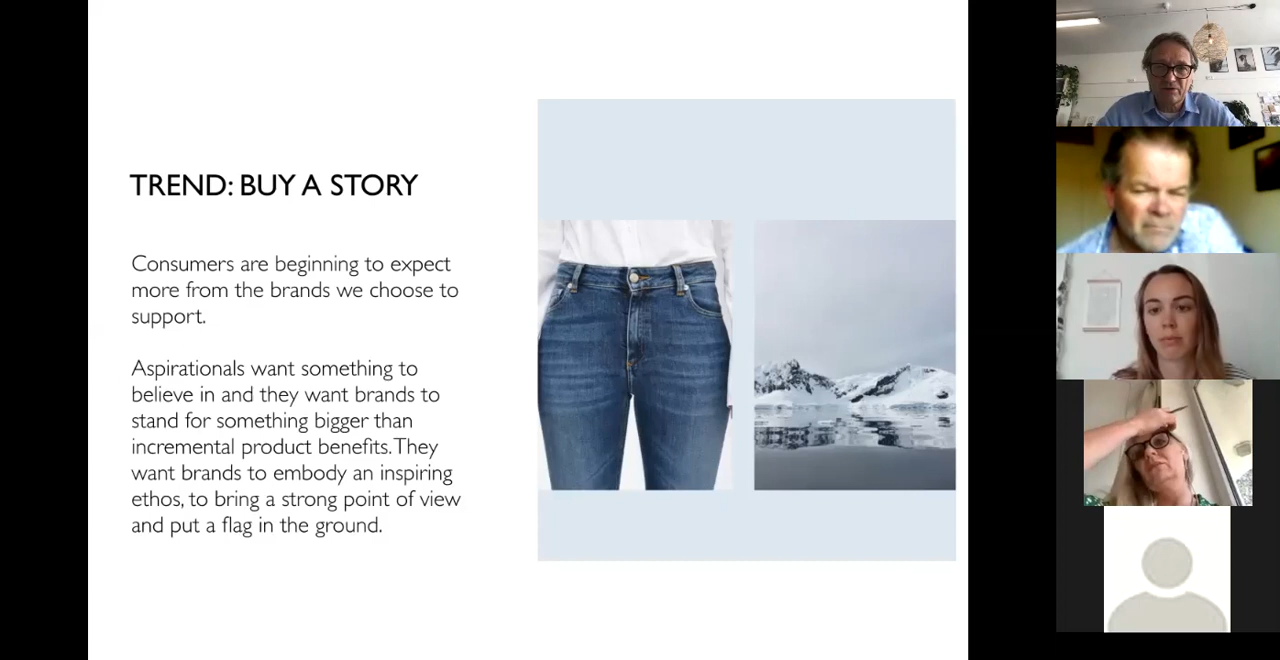 TREND: BUY A STORY
Consumers are beginning to expect
more from the brands we choose to
support.
Aspirationals want something to
believe in and they want brands to
stand for something bigger than
incremental product benefits. They
want brands to embody an inspiring
ethos, to bring a strong point of view
and put a flag in the ground.